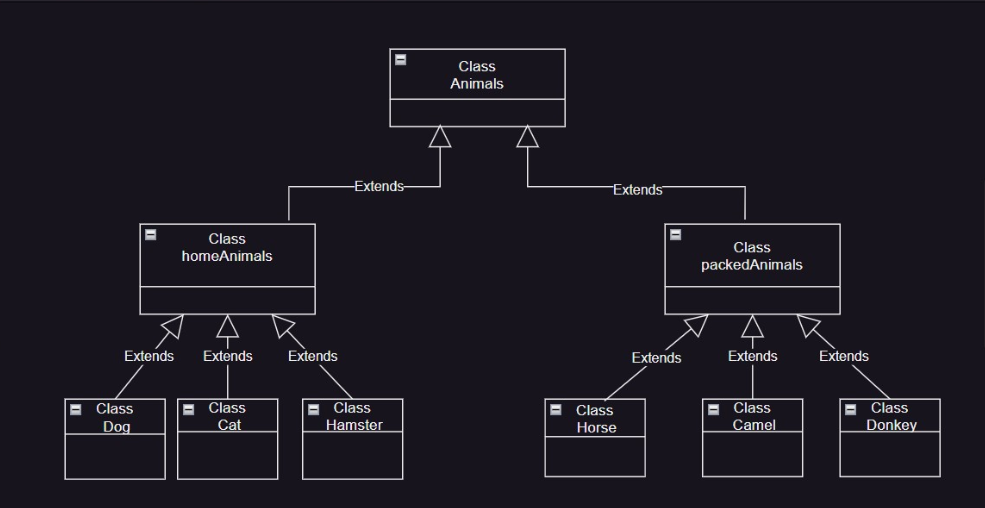 Class
Animals
Extends
Extends
Class
homeAnimals
Class
packedAnimals
Extends
Extends
Extends
Extends
Extends
Extends
Class
Dog
Class
Cat
Class
Hamster
Class
Horse
Class
Camel
Class
Donkey